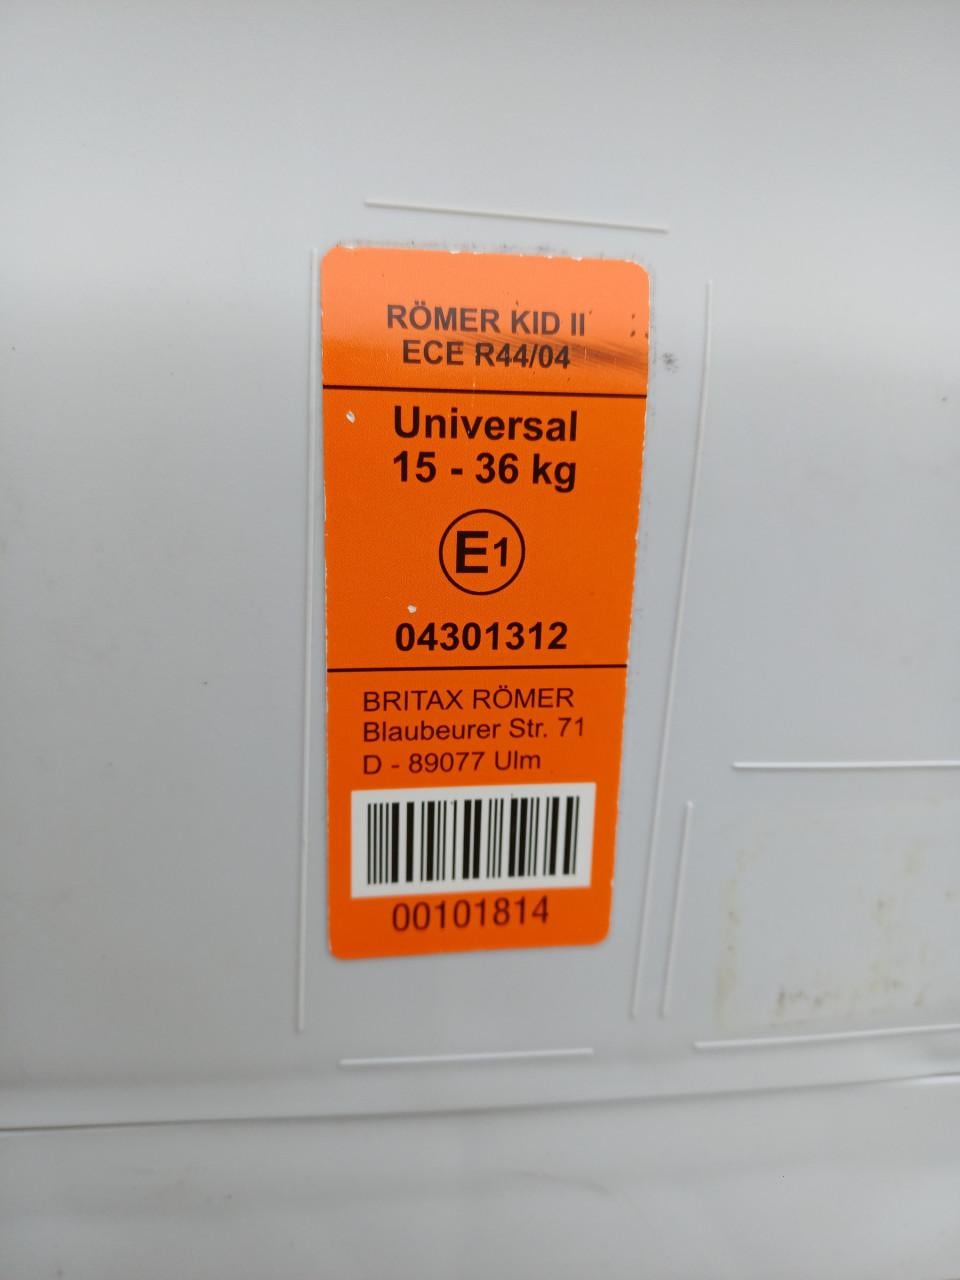 RÖMER KID II
ECE R44/04
Universal
15 - 36 kg
E1
04301312
BRITAX RÖMER
Blaubeurer Str. 71
D - 89077 Ulm
00101814